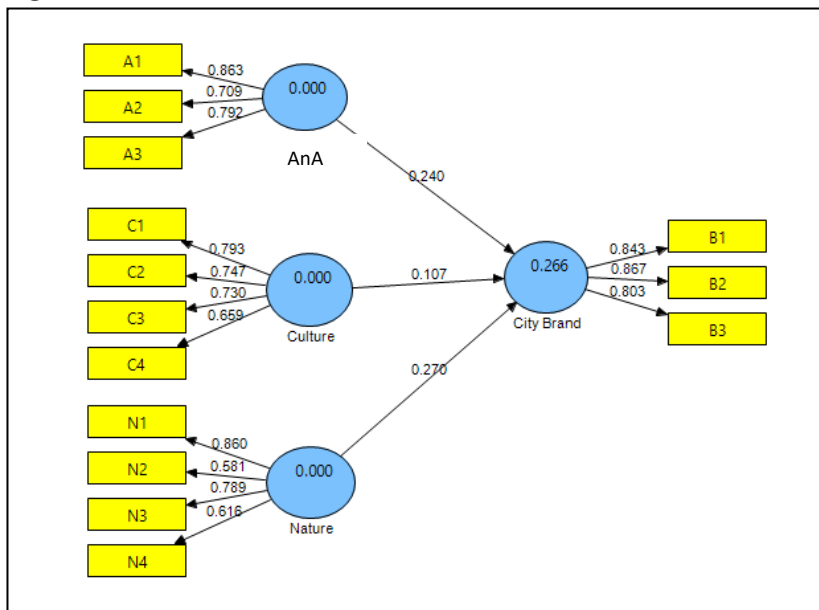 A1
0.863
0.000
0.709
A2
0.792
A3
AnA
0.240
C1
0.793
C2
0.747
0.000
0.730
C3
0.659
C4
Culture
0.107
0.266
City Brand
0.843
B1
0.867
B2
0.803
B3
0.270
N1
0.860
N2
0.581
0.000
0.789
N3
0.616
N4
Nature